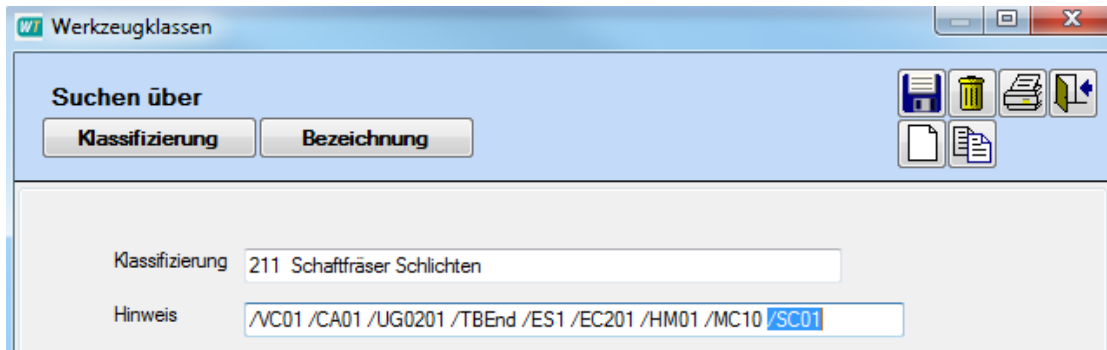 WT Werkzeugklassen
Suchen über
Klassifizierung Bezeichnung
Klassifizierung 211 Schaftfräser Schlichten
Hinweis /VC01 /CA01 /UG0201 /TBEnd /ES1 /EC201 /HM01 /MC10 /SC01